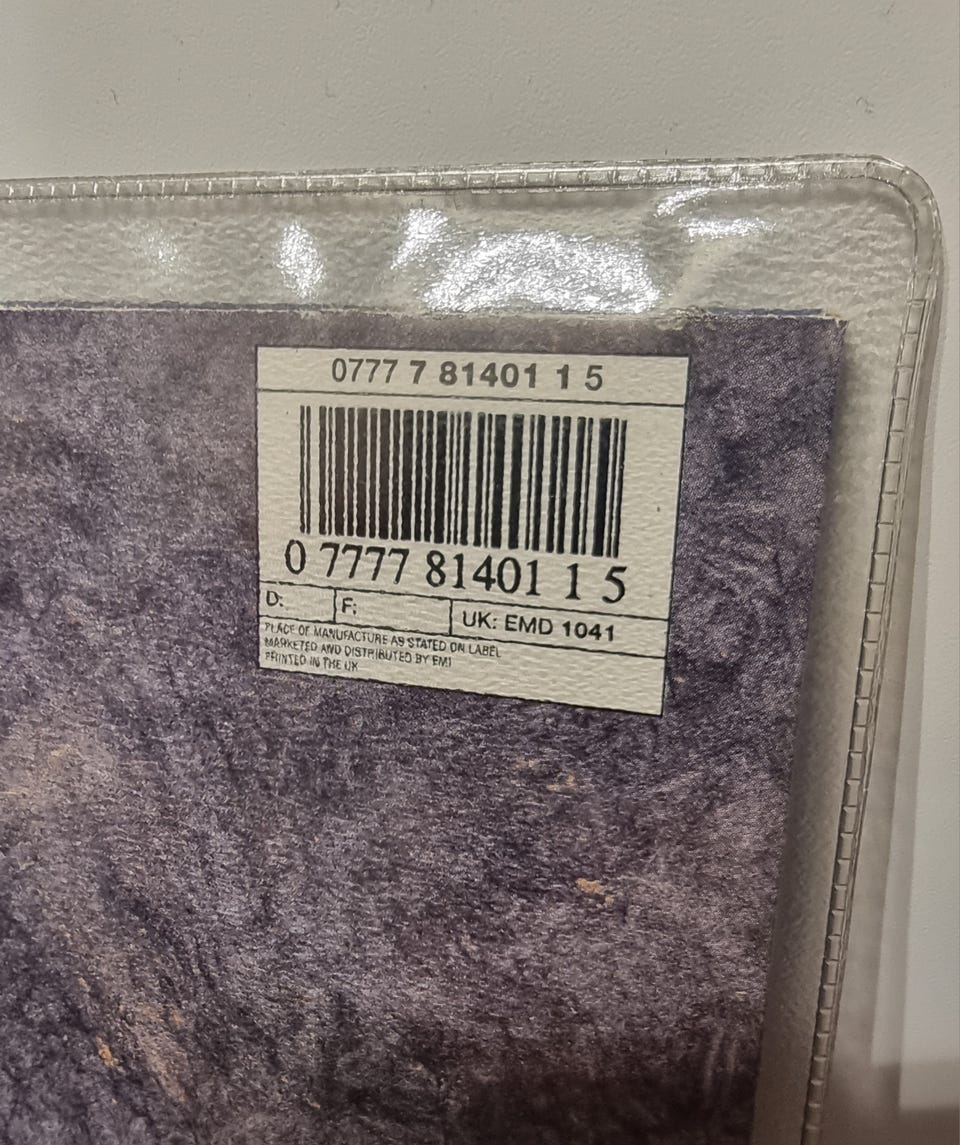 0777 7 81401 1 5
0 7777 81401 1 5
D: F: UK: EMD 1041
PLACE OF MANUFACTURE AS STATED ON LABEL
MARKETED AND DISTRIBUTED BY EMI
PRINTED IN THE UK